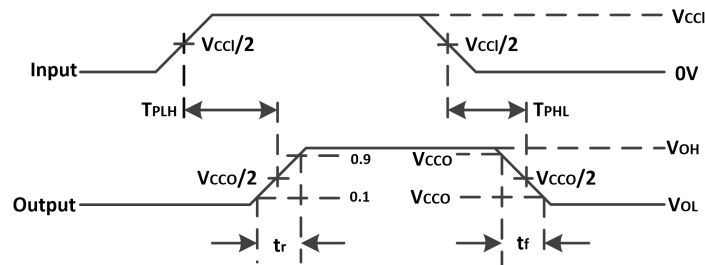 VCCI
VCCI/2
VCCI/2
Input
0V
TPLH
TPHL
0.9
VCCO
VOH
VCCO/2
VCCO/2
Output
0.1
VCCO
VOL
tr
tf